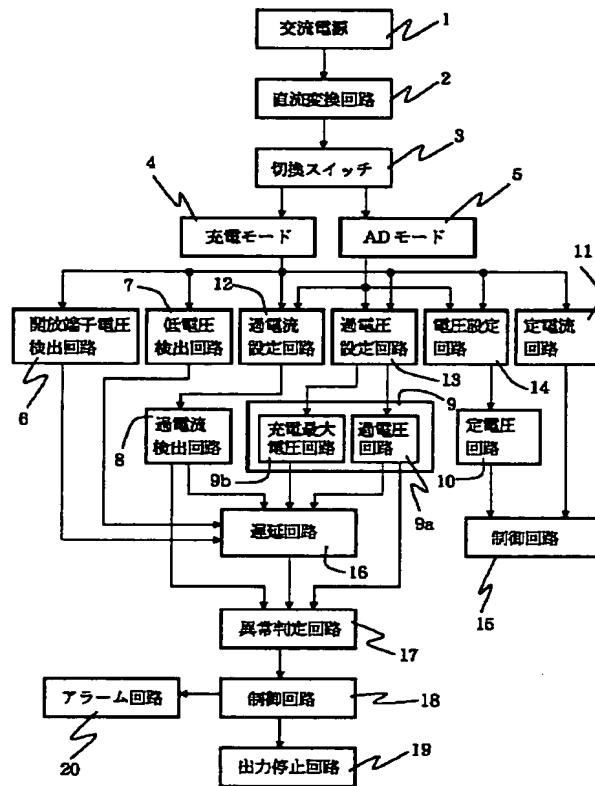 交流電源
1
直流変換回路
2
切換スイッチ
3
4
5
充電モード
ADモード
7
12
11
開放端子電圧
検出回路
低電圧
検出回路
過電流
設定回路
過電圧
設定回路
電圧設定
回路
定電流
回路
6
13
14
過電流
検出回路
8
9
充電最大
電圧回路
9b
過電圧
回路
9a
定電圧
回路
10
遅延回路
16
制御回路
15
異常判定回路
17
アラーム回路
20
制御回路
18
出力停止回路
19